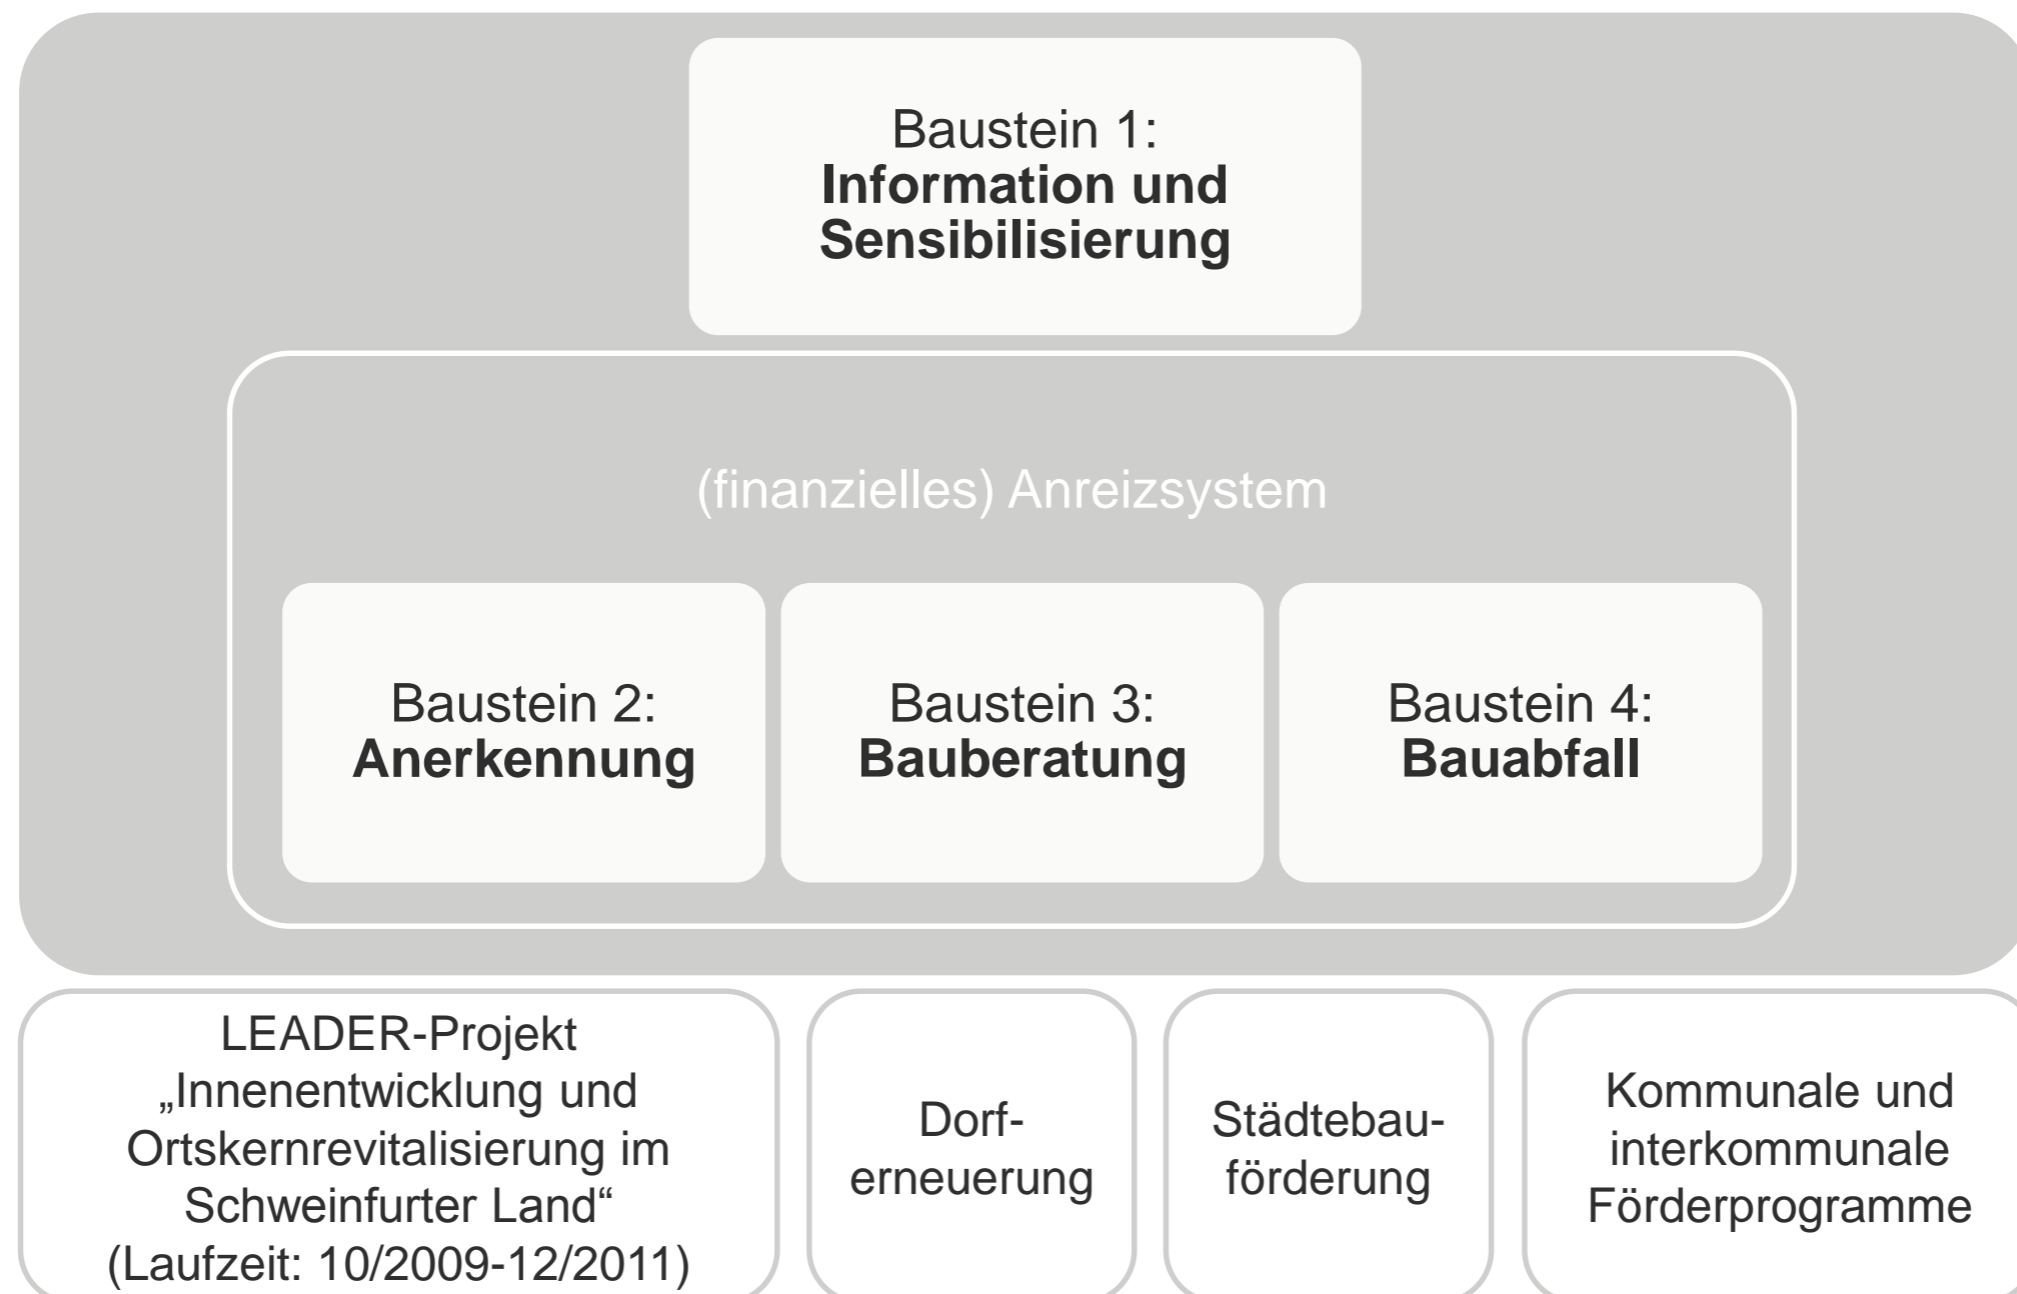 Baustein 1:
Information und
Sensibilisierung
(finanzielles) Anreizsystem
Baustein 2:
Anerkennung
Baustein 3:
Bauberatung
Baustein 4:
Bauabfall
LEADER-Projekt
„Innenentwicklung und
Ortskernrevitalisierung im
Schweinfurter Land“
(Laufzeit: 10/2009-12/2011)
Dorf-
erneuerung
Städtebau-
förderung
Kommunale und
interkommunale
Förderprogramme